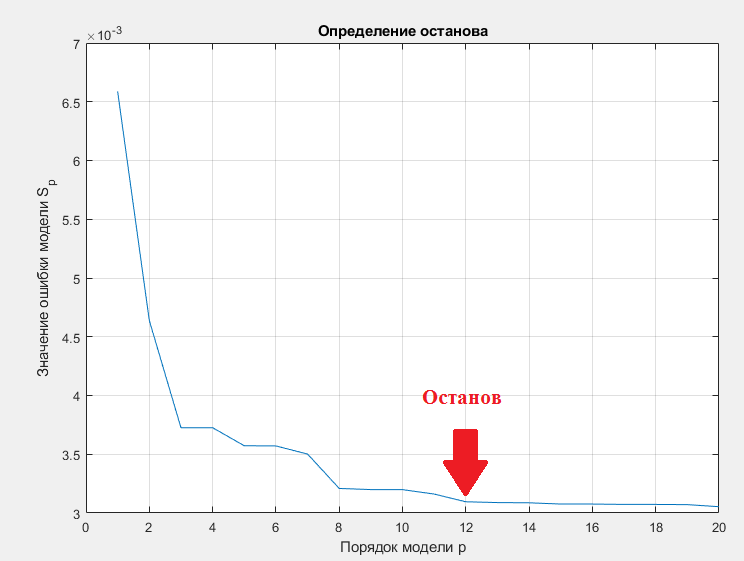 Определение останова
×10-3
7
6.5
6
5.5
5
4.5
4
3.5
3
Значение ошибки модели Sp
Останов
0 2 4 6 8 10 12 14 16 18 20
Порядок модели p